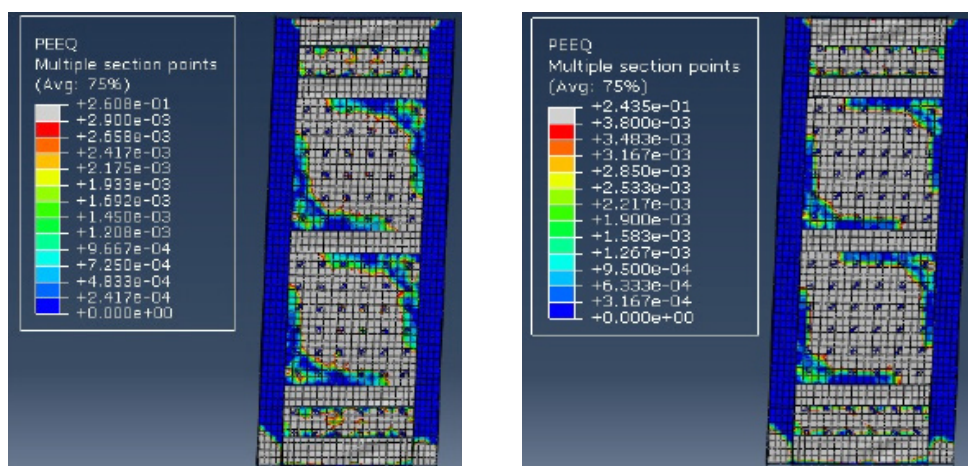 PEEQ
Multiple section points
(Avg: 75%)
+2.608e-01
+2.900e-03
+2.658e-03
+2.417e-03
+2.175e-03
+1.933e-03
+1.692e-03
+1.450e-03
+1.208e-03
+9.667e-04
+7.250e-04
+4.833e-04
+2.417e-04
+0.000e+00
PEEQ
Multiple section points
(Avg: 75%)
+2.435e-01
+3.800e-03
+3.483e-03
+3.167e-03
+2.850e-03
+2.533e-03
+2.217e-03
+1.900e-03
+1.583e-03
+1.267e-03
+9.500e-04
+6.333e-04
+3.167e-04
+0.000e+00